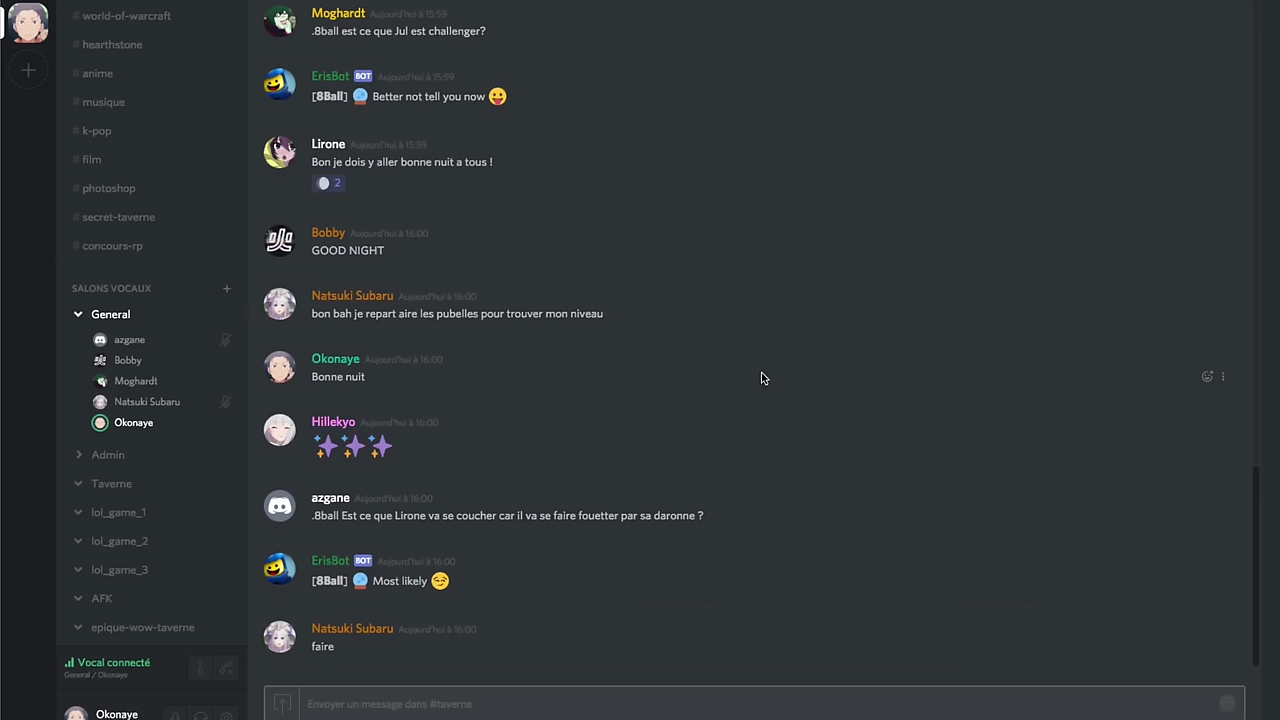 # world-of-warcraft
# hearthstone
# anime
# musique
# k-pop
# film
# photoshop
# secret-taverne
# concours-rp
SALONS VOCAUX
General
azgane
Bobby
Moghardt
Natsuki Subaru
Okonaye
Admin
Taverne
lol_game_1
lol_game_2
lol_game_3
AFK
epique-wow-taverne
Vocal connecté
General / Okonaye
Okonaye
Moghardt Aujourd'hui à 15:59
.8ball est ce que Jul est challenger?
ErisBot BOT Aujourd'hui à 15:59
[8Ball] Better not tell you now
Lirone Aujourd'hui à 15:59
Bon je dois y aller bonne nuit a tous !
2
Bobby Aujourd'hui à 16:00
GOOD NIGHT
Natsuki Subaru Aujourd'hui à 16:00
bon bah je repart aire les pubelles pour trouver mon niveau
Okonaye Aujourd'hui à 16:00
Bonne nuit
Hillekyo Aujourd'hui à 16:00
azgane Aujourd'hui à 16:00
.8ball Est ce que Lirone va se coucher car il va se faire fouetter par sa daronne ?
ErisBot BOT Aujourd'hui à 16:00
[8Ball] Most likely
Natsuki Subaru Aujourd'hui à 16:00
faire
Envoyer un message dans #taverne